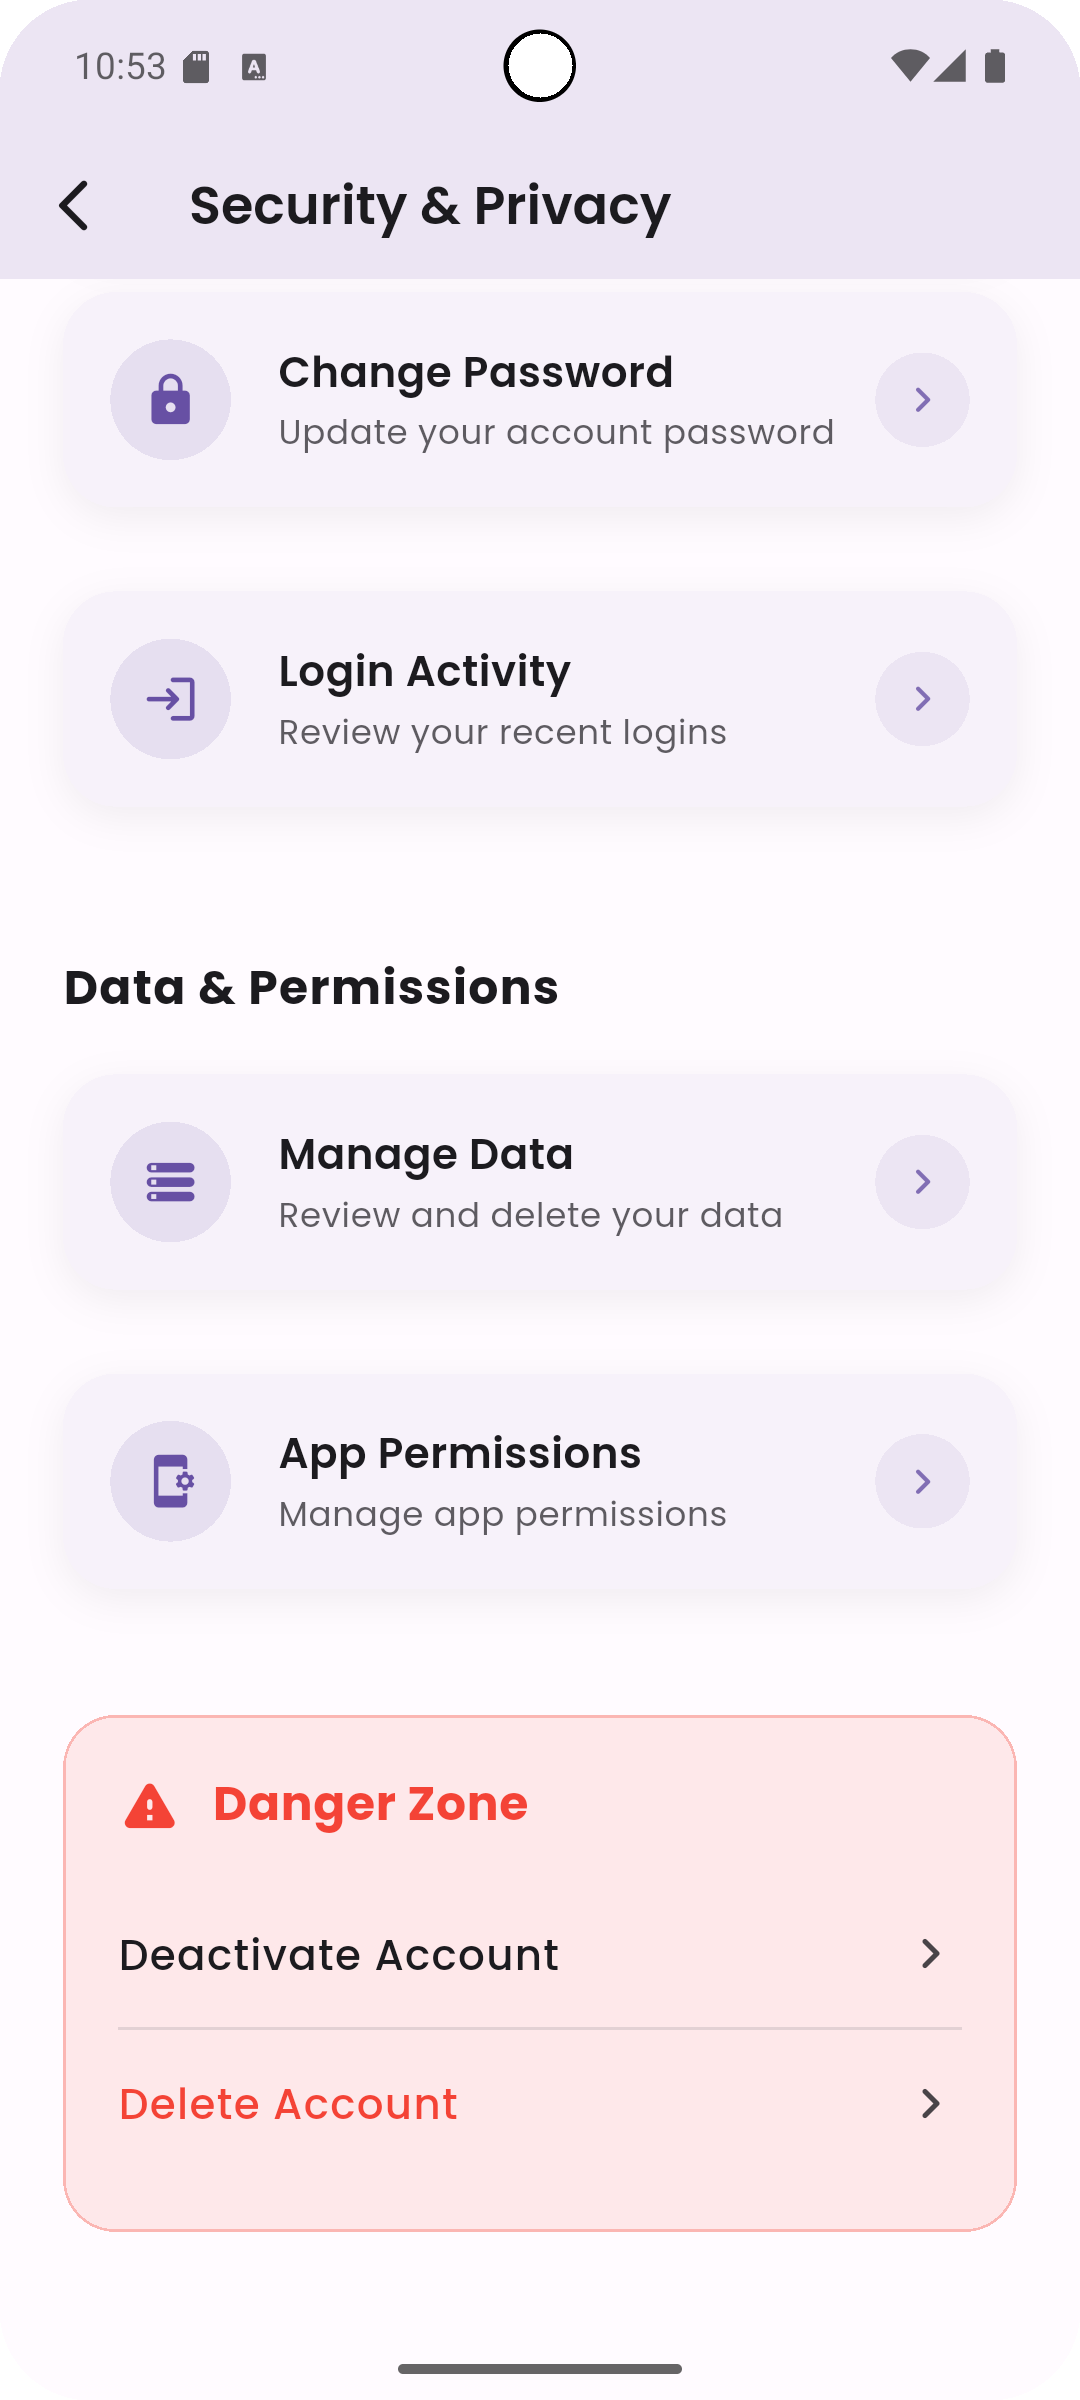 10:53
Security & Privacy
Change Password
Update your account password
Login Activity
Review your recent logins
Data & Permissions
Manage Data
Review and delete your data
App Permissions
Manage app permissions
Danger Zone
Deactivate Account
Delete Account